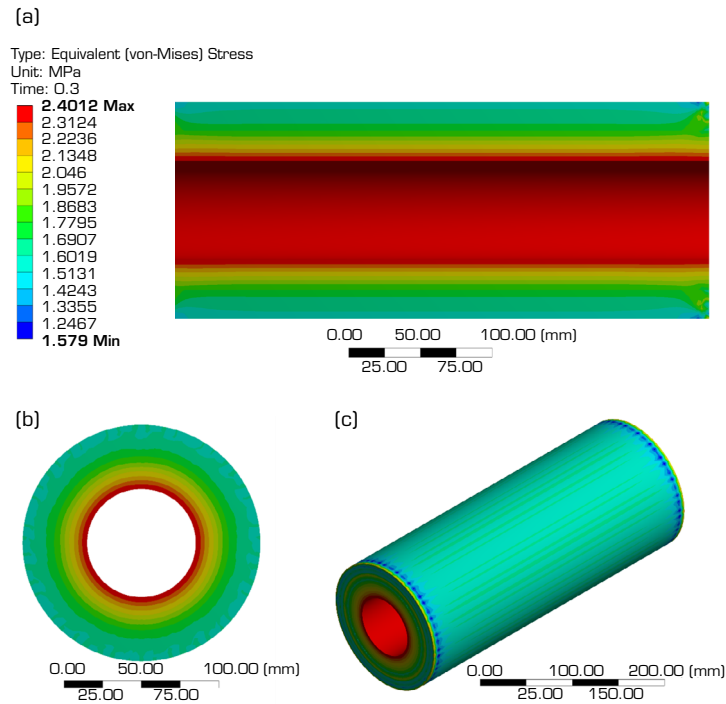 (a)
Type: Equivalent (von-Mises) Stress
Unit: MPa
Time: 0.3
2.4012 Max
2.3124
2.2236
2.1348
2.046
1.9572
1.8683
1.7795
1.6907
1.6019
1.5131
1.4243
1.3355
1.2467
1.579 Min
0.00 50.00 100.00 (mm)
25.00 75.00
(b)
0.00 50.00 100.00 (mm)
25.00 75.00
(c)
0.00 100.00 200.00 (mm)
25.00 150.00